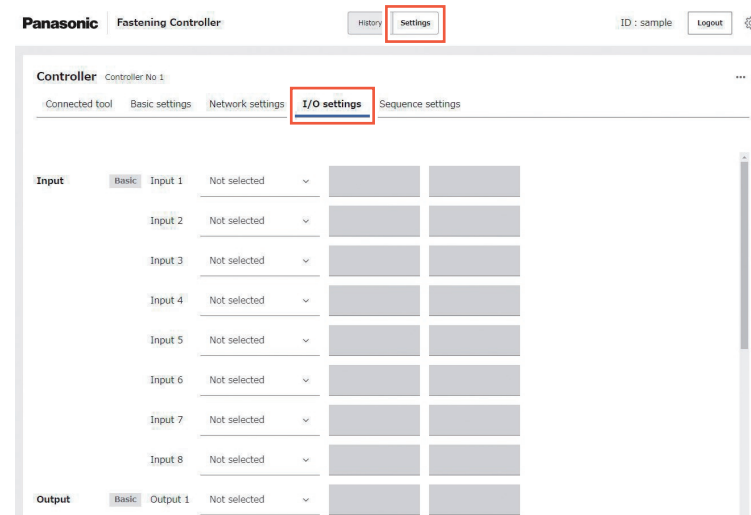 Panasonic Fastening Controller History Settings ID : sample Logout
Controller Controller No 1 ...
Connected tool Basic settings Network settings I/O settings Sequence settings
Input Basic Input 1 Not selected
Input 2 Not selected
Input 3 Not selected
Input 4 Not selected
Input 5 Not selected
Input 6 Not selected
Input 7 Not selected
Input 8 Not selected
Output Basic Output 1 Not selected